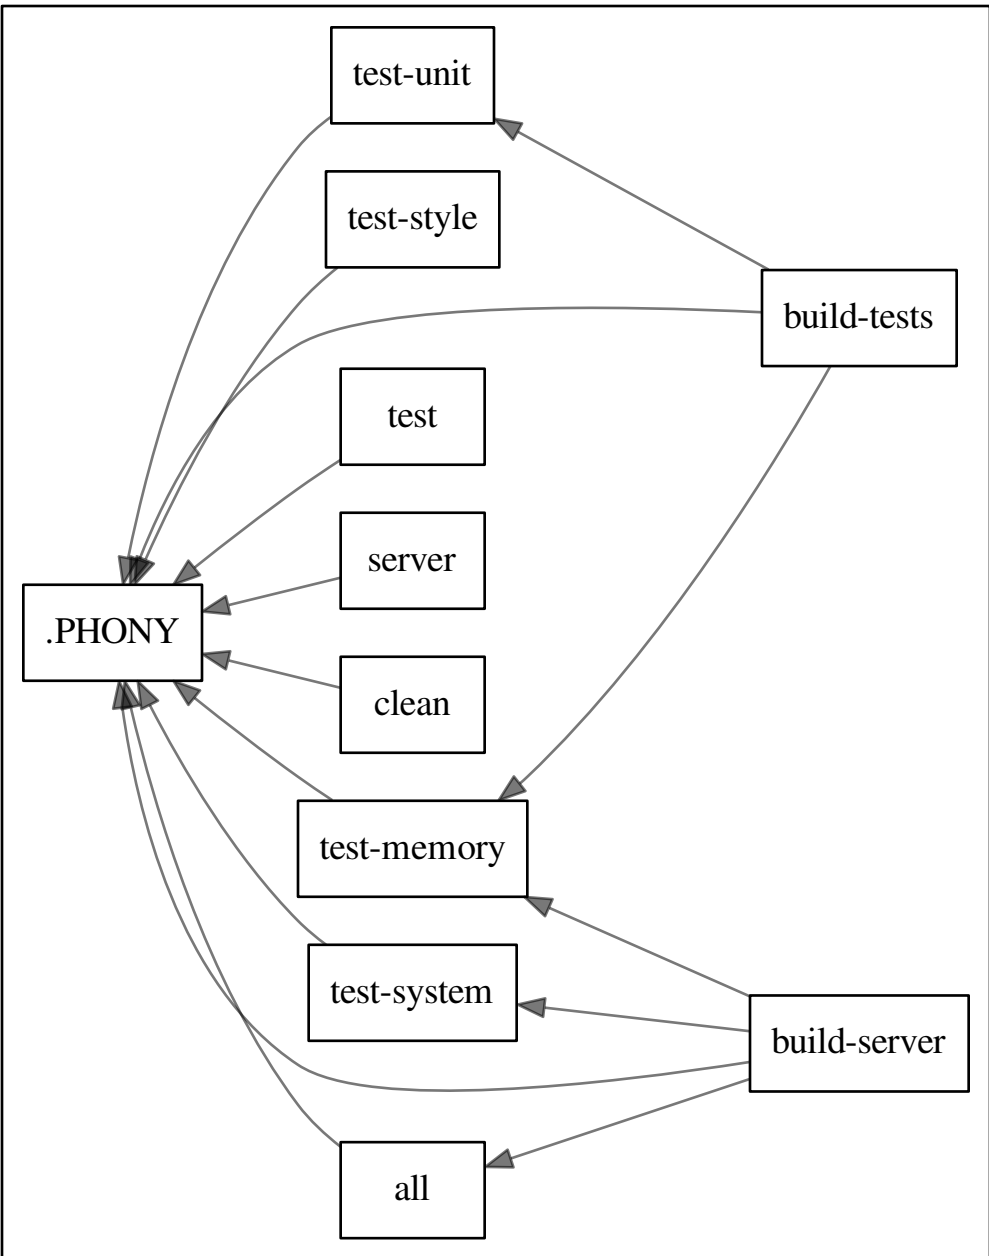 test-unit
test-style
build-tests
test
server
.PHONY
clean
test-memory
test-system
build-server
all